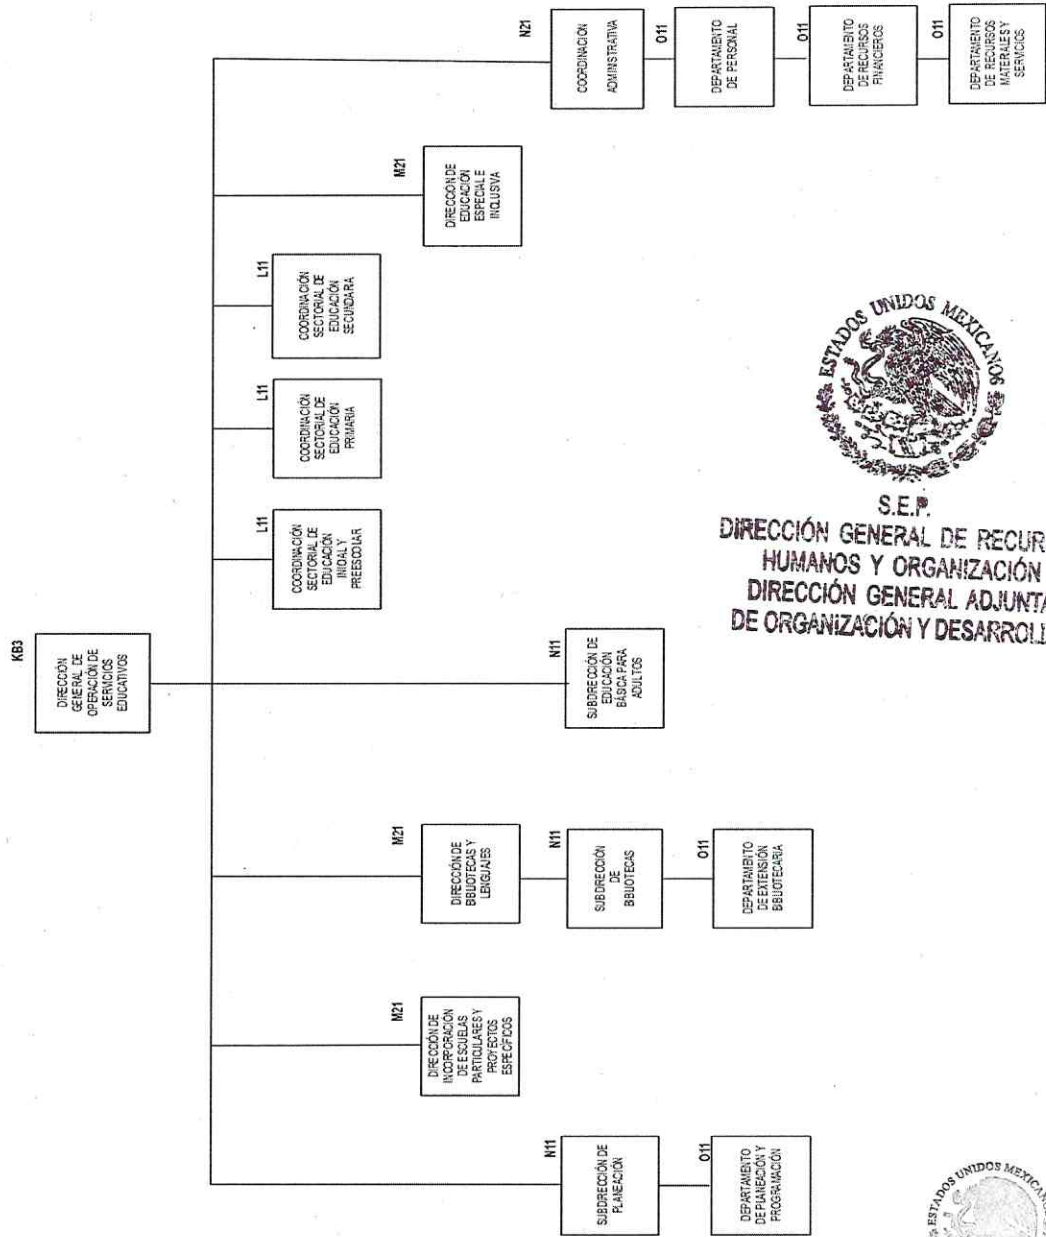 KB3
DIRECCIÓN
GENERAL DE
OPERACIÓN DE
SERVICIOS
EDUCATIVOS
N11
SUBDIRECCIÓN DE
PLANEACIÓN
O11
DEPARTAMENTO
DE PLANEACIÓN Y
PROGRAMACIÓN
M21
DIRECCIÓN DE
INCORPORACIÓN
DE ESCUELAS
PARTICULARES Y
PROYECTOS
ESPECÍFICOS
M21
DIRECCIÓN DE
BIBLIOTECAS Y
LENGUAJES
N11
SUBDIRECCIÓN
DE
BIBLIOTECAS
O11
DEPARTAMENTO
DE EXTENSIÓN
BIBLIOTECARIA
N11
SUBDIRECCIÓN DE
EDUCACIÓN
BÁSICA PARA
ADULTOS
L11
COORDINACIÓN
SECTORIAL DE
EDUCACIÓN
INICIAL Y
PREESCOLAR
L11
COORDINACIÓN
SECTORIAL DE
EDUCACIÓN
PRIMARIA
L11
COORDINACIÓN
SECTORIAL DE
EDUCACIÓN
SECUNDARIA
M21
DIRECCIÓN DE
EDUCACIÓN
ESPECIAL E
INCLUSIVA
N21
COORDINACIÓN
ADMINISTRATIVA
O11
DEPARTAMENTO
DE PERSONAL
O11
DEPARTAMENTO
DE RECURSOS
FINANCIEROS
O11
DEPARTAMENTO
DE RECURSOS
MATERIALES Y
SERVICIOS
ESTADOS UNIDOS MEXICANOS
S.E.P.
DIRECCIÓN GENERAL DE RECUR
HUMANOS Y ORGANIZACIÓN
DIRECCIÓN GENERAL ADJUNTA
DE ORGANIZACIÓN Y DESARROLL
ESTADOS UNIDOS MEXICANO